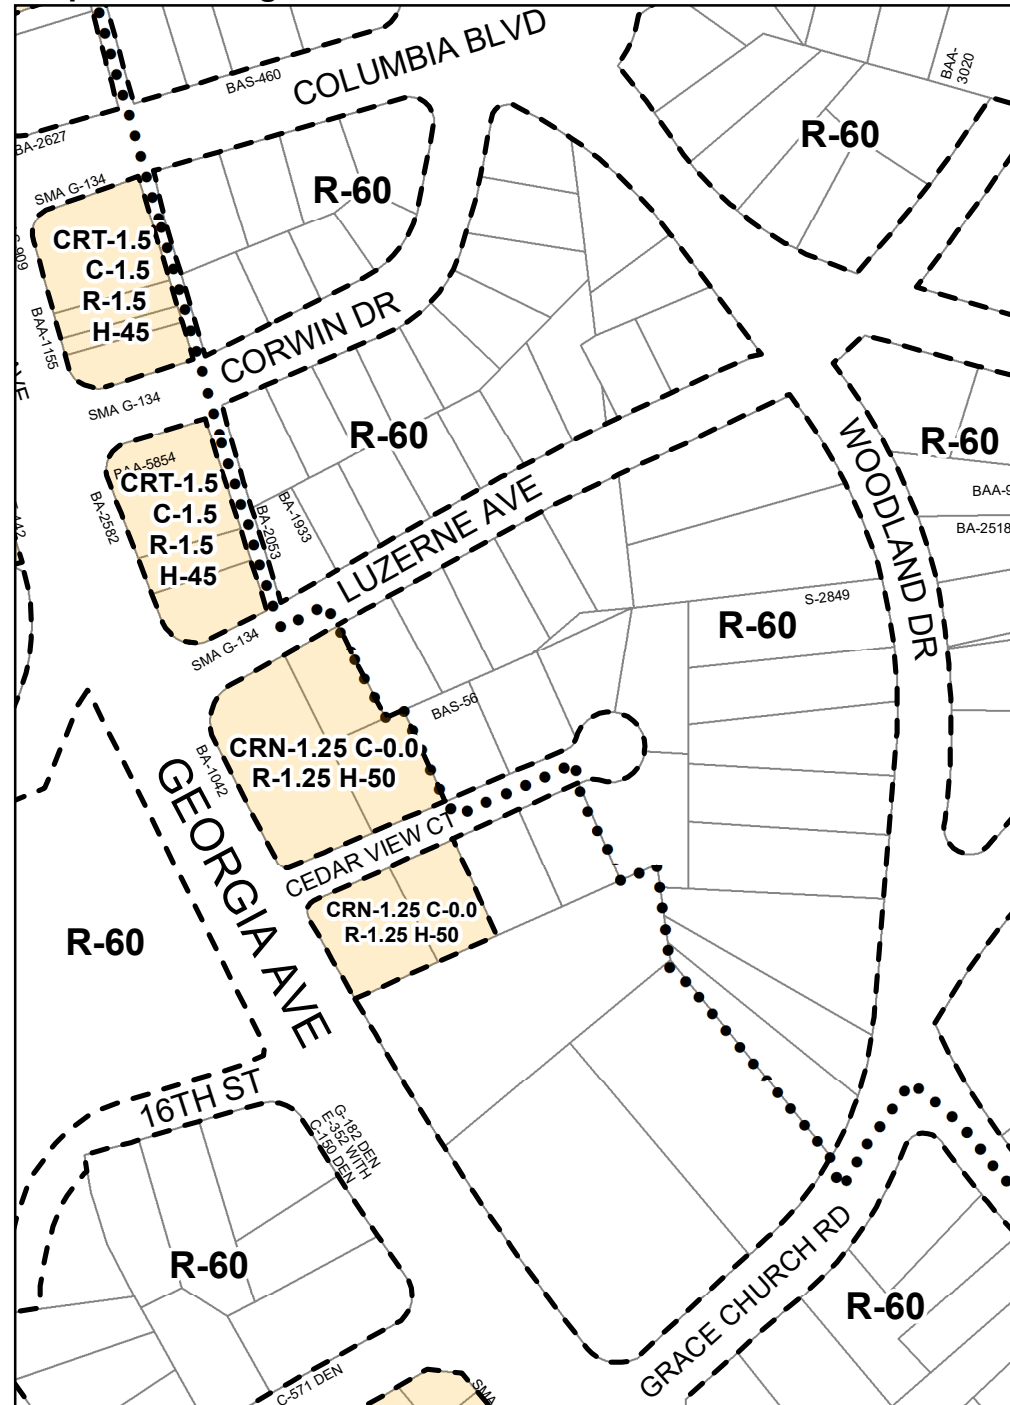 COLUMBIA BLVD
BAS-460
BAA-
3020
R-60
BA-2627
SMA G-134
R-60
CRT-1.5
C-1.5
R-1.5
H-45
BAA-1155
CORWIN DR
SMA G-134
R-60
WOODLAND DR
R-60
BAA-5854
CRT-1.5
C-1.5
R-1.5
H-45
BA-2582
BA-2053
BA-1933
LUZERNE AVE
BA-2518
S-2849
R-60
SMA G-134
BAS-56
CRN-1.25 C-0.0
R-1.25 H-50
BA-1042
GEORGIA AVE
CEDAR VIEW CT
CRN-1.25 C-0.0
R-1.25 H-50
R-60
16TH ST
G-182 DEN
E-352 WITH
C-150 DEN
R-60
GRACE CHURCH RD
R-60
C-571 DEN
SMA